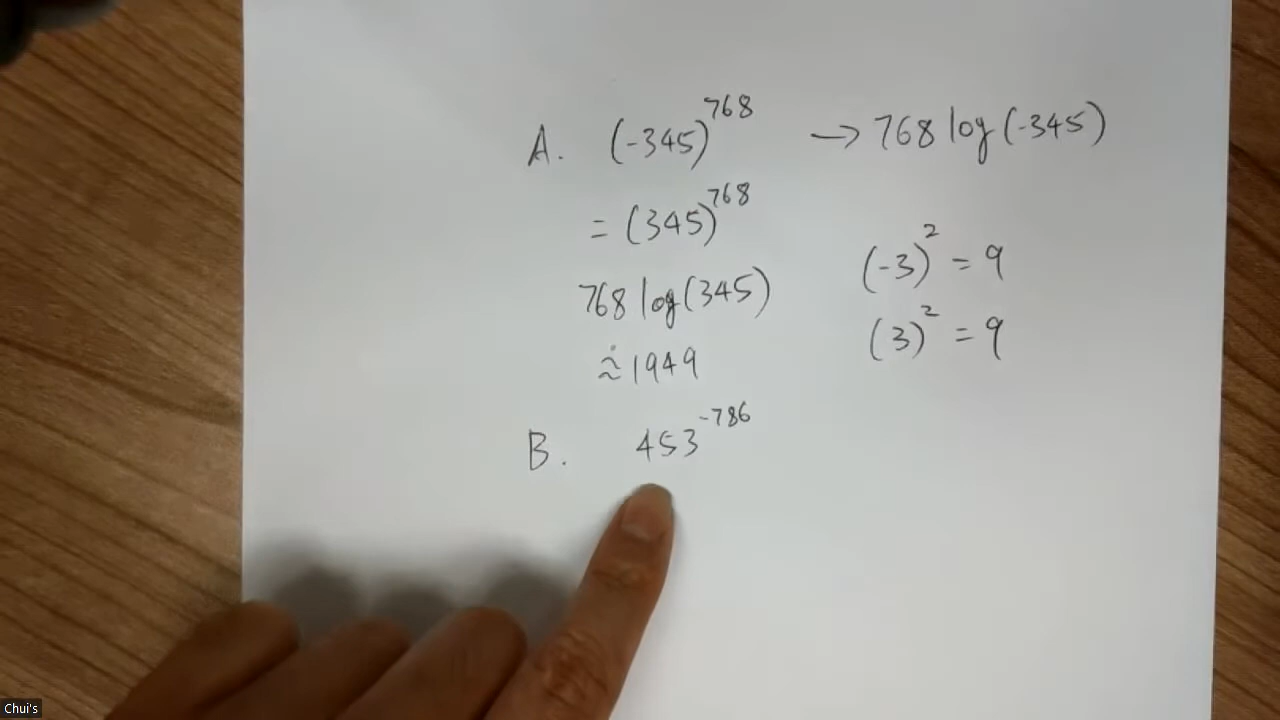 A. (-345)^768 → 768 log(-345)
= (345)^768
(-3)^2 = 9
768 log(345)
(3)^2 = 9
≈ 1949
B. 453^-786
Chui's